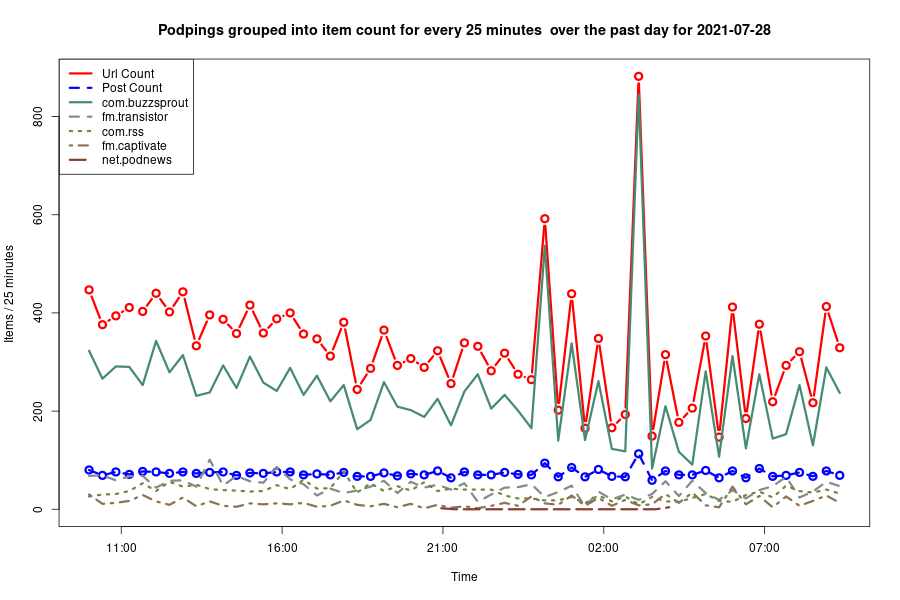 Podpings grouped into item count for every 25 minutes  over the past day for 2021-07-28
Url Count
Post Count
com.buzzsprout
fm.transistor
com.rss
fm.captivate
net.podnews
Items / 25 minutes
800
600
400
200
0
11:00 16:00 21:00 02:00 07:00
Time